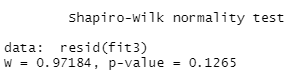 Shapiro-Wilk normality test
data:  resid(fit3)
W = 0.97184, p-value = 0.1265